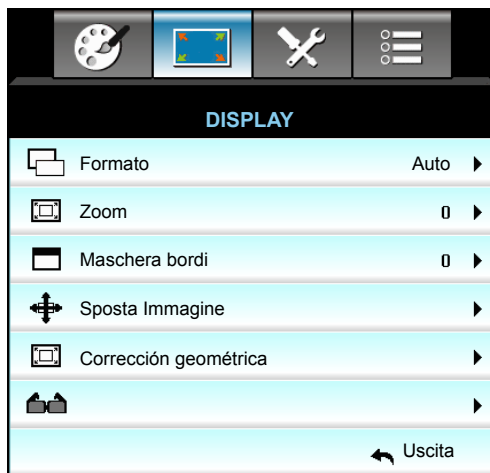 DISPLAY
Formato Auto
Zoom 0
Maschera bordi 0
Sposta Immagine
Corrección geométrica
Uscita